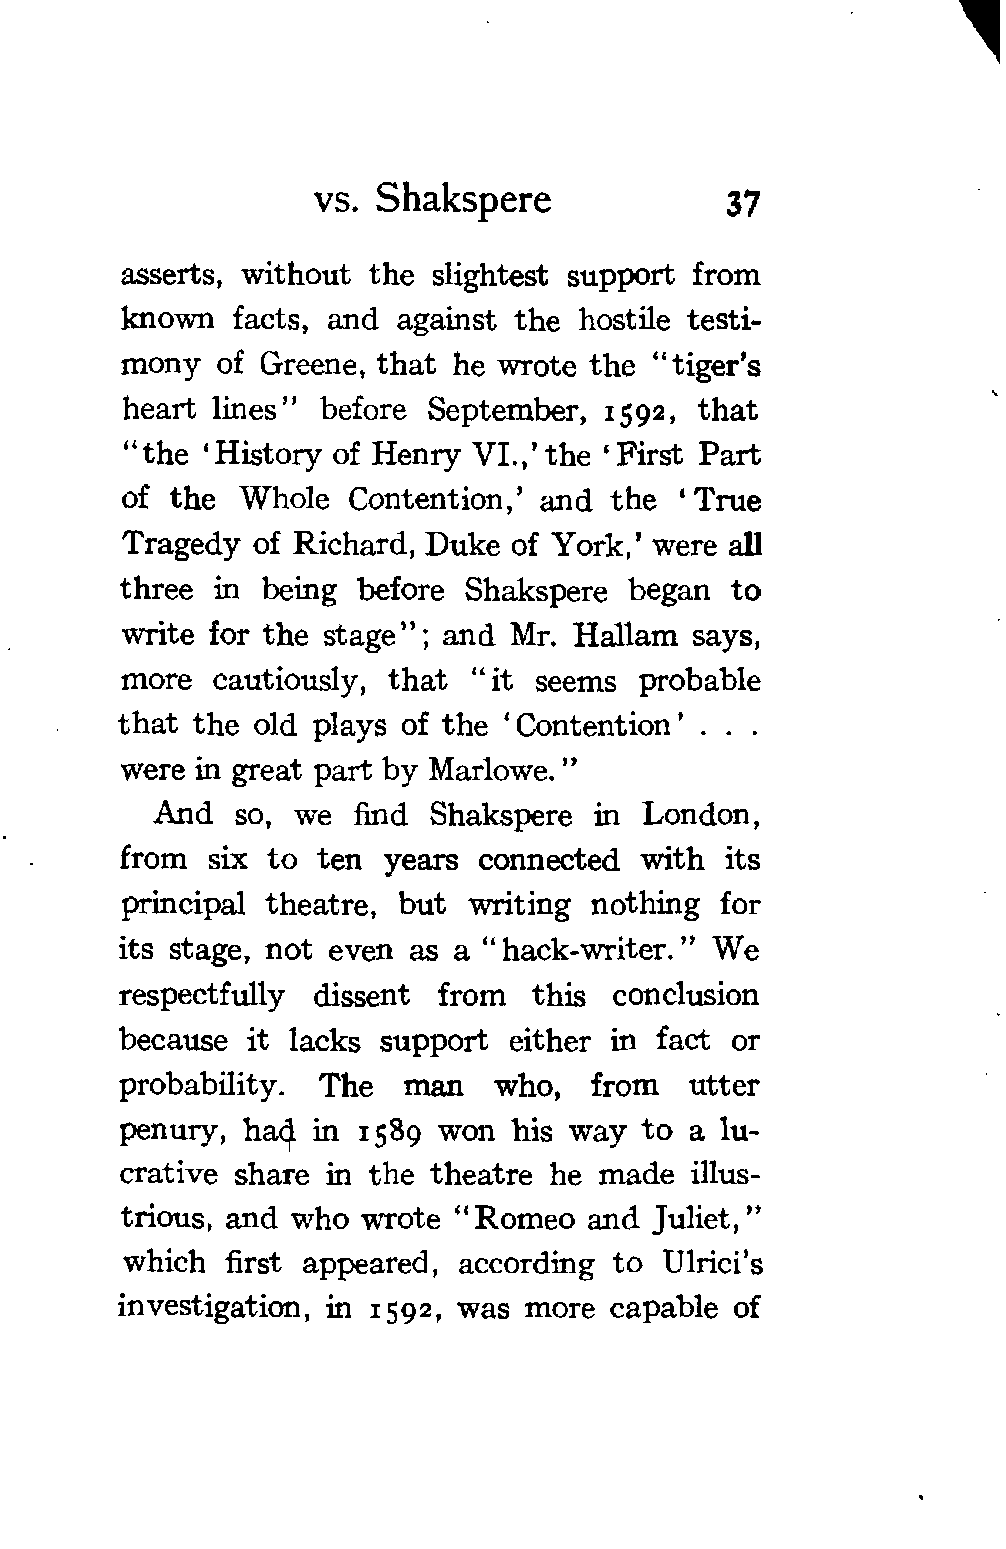 vs. Shakspere 37
asserts, without the slightest support from
known facts, and against the hostile testi-
mony of Greene, that he wrote the “tiger’s
heart lines” before September, 1592, that
“the ‘History of Henry VI.,’ the ‘First Part
of the Whole Contention,’ and the ‘True
Tragedy of Richard, Duke of York,’ were all
three in being before Shakspere began to
write for the stage”; and Mr. Hallam says,
more cautiously, that “it seems probable
that the old plays of the ‘Contention’ . . .
were in great part by Marlowe.”
And so, we find Shakspere in London,
from six to ten years connected with its
principal theatre, but writing nothing for
its stage, not even as a “hack-writer.” We
respectfully dissent from this conclusion
because it lacks support either in fact or
probability. The man who, from utter
penury, had in 1589 won his way to a lu-
crative share in the theatre he made illus-
trious, and who wrote “Romeo and Juliet,”
which first appeared, according to Ulrici’s
investigation, in 1592, was more capable of